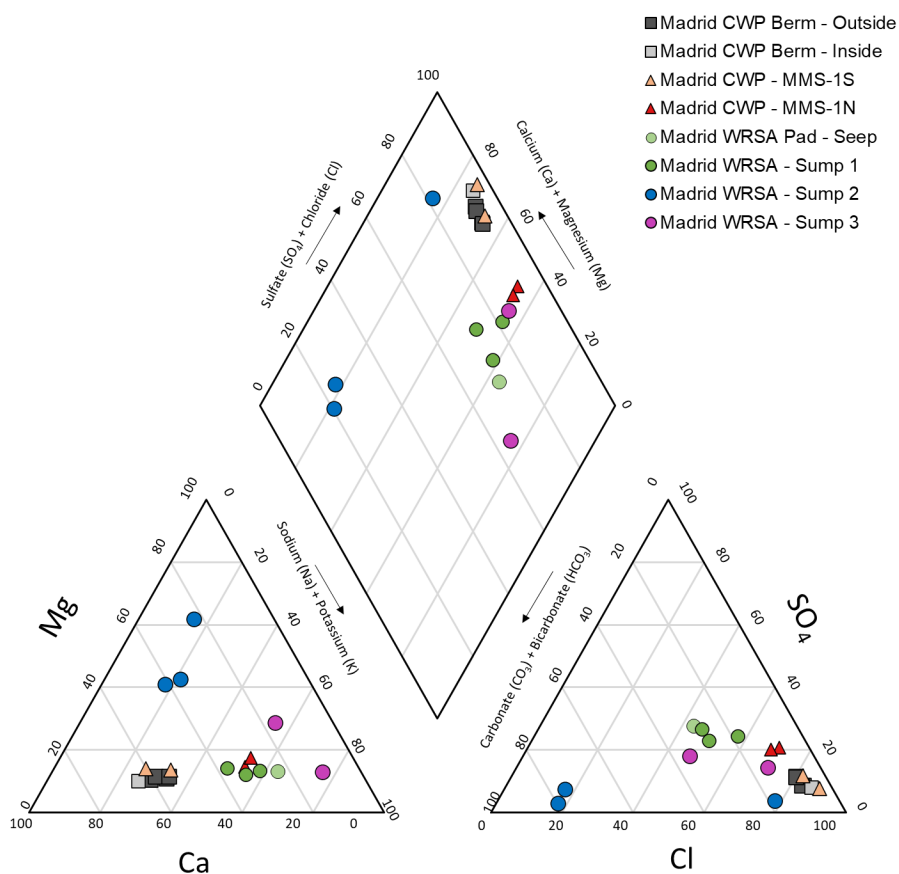 Madrid CWP Berm - Outside
Madrid CWP Berm - Inside
Madrid CWP - MMS-1S
Madrid CWP - MMS-1N
Madrid WRSA Pad - Seep
Madrid WRSA - Sump 1
Madrid WRSA - Sump 2
Madrid WRSA - Sump 3
100
80
60
40
20
0
Sulfate (SO₄) + Chloride (Cl)
80
60
40
20
0
Calcium (Ca) + Magnesium (Mg)
Sodium (Na) + Potassium (K)
Carbonate (CO₃) + Bicarbonate (HCO₃)
100
80
60
40
20
0
Mg
0
20
40
60
80
100
100
80
60
40
20
0
Ca
0
20
40
60
80
100
100
80
60
40
20
0
SO₄
0
20
40
60
80
100
Cl